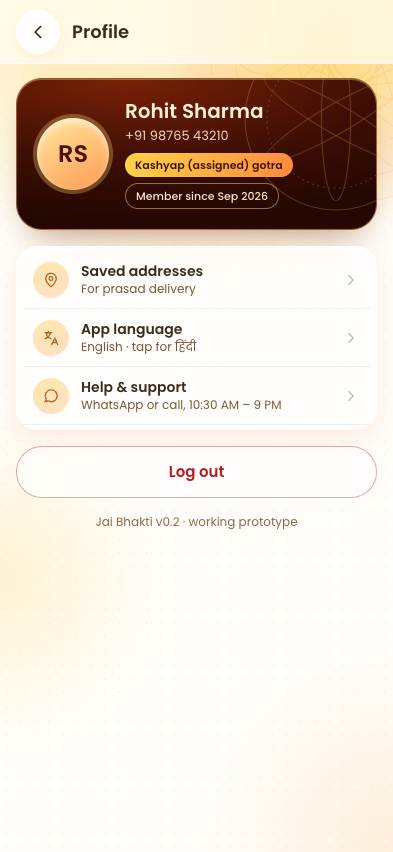 Profile
RS
Rohit Sharma
+91 98765 43210
Kashyap (assigned) gotra
Member since Sep 2026
Saved addresses
For prasad delivery
App language
English · tap for हिंदी
Help & support
WhatsApp or call, 10:30 AM – 9 PM
Log out
Jai Bhakti v0.2 · working prototype